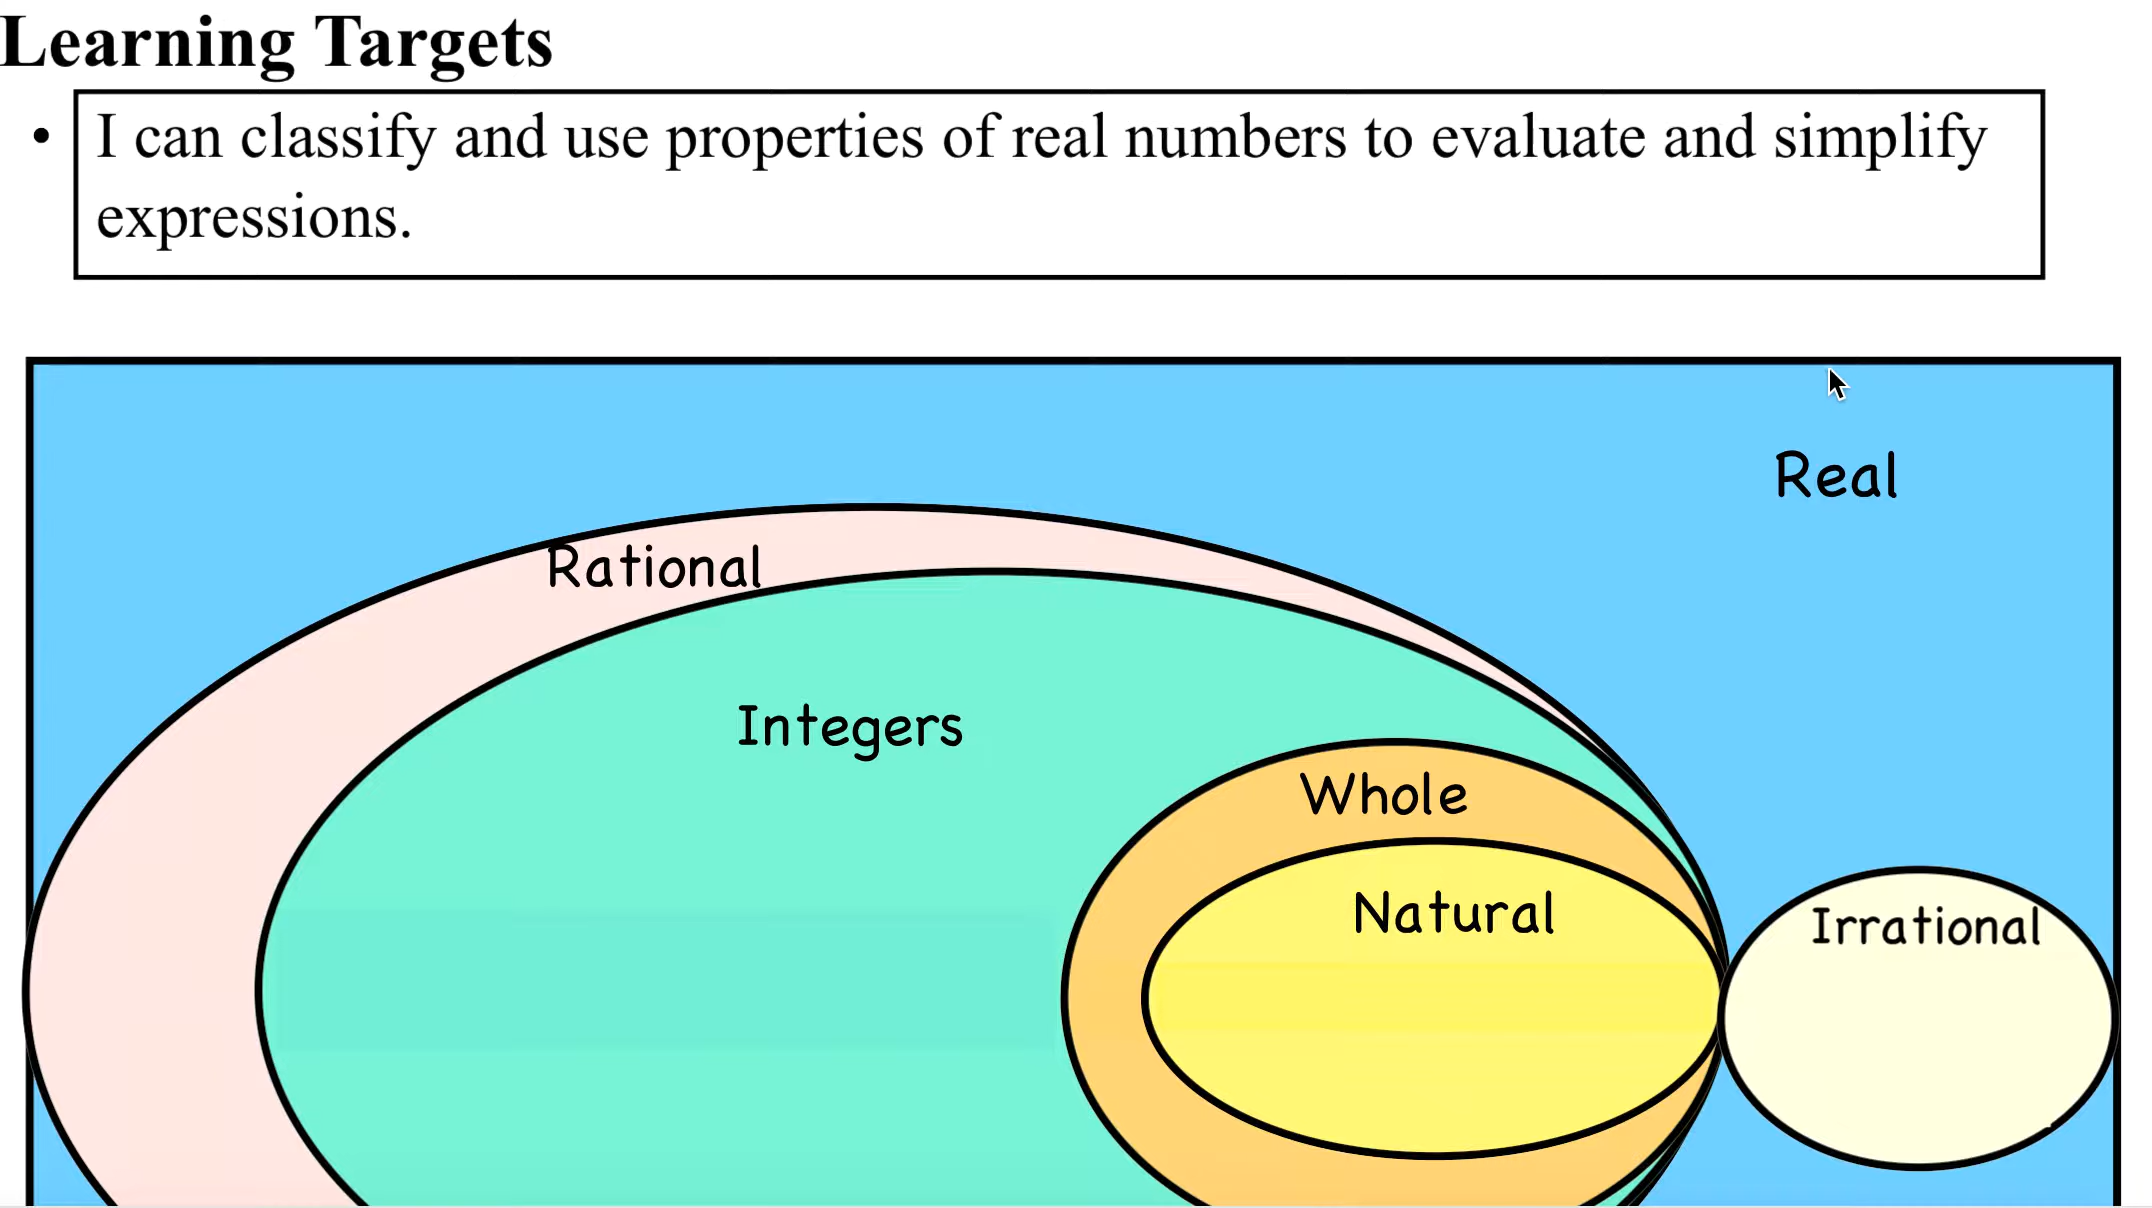 Learning Targets
• I can classify and use properties of real numbers to evaluate and simplify
expressions.
Real
Rational
Integers
Whole
Natural
Irrational